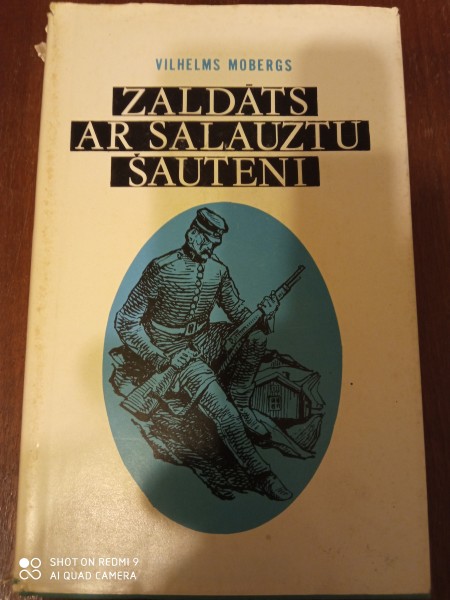 VILHELMS MOBERGS
ZALDĀTS
AR SALAUZTU
ŠAUTENI
SHOT ON REDMI 9
AI QUAD CAMERA